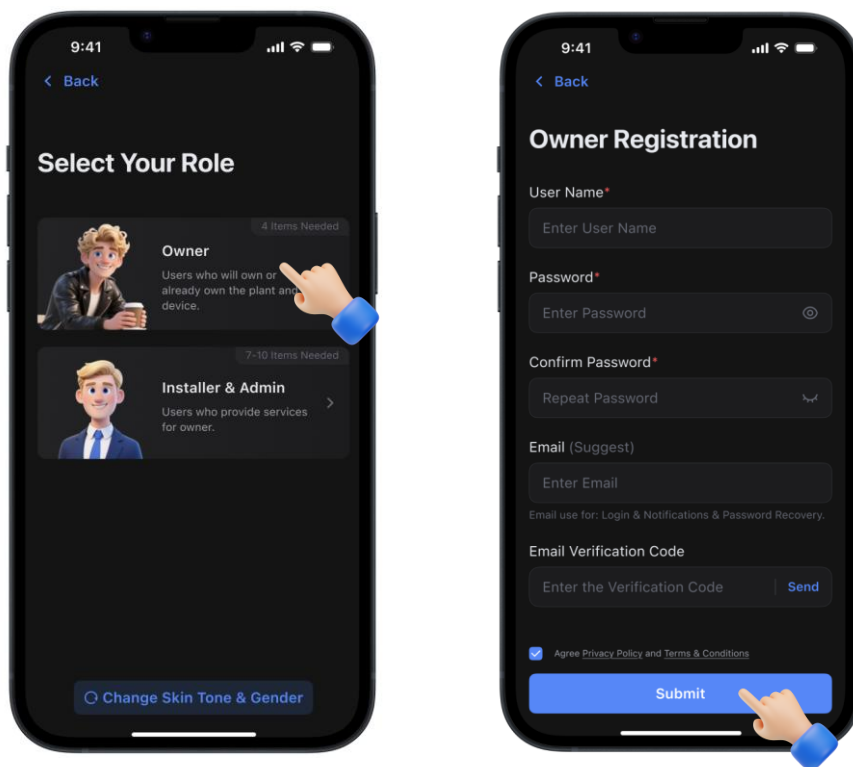 9:41
Back
Select Your Role
4 Items Needed
Owner
Users who will own or
already own the plant and
device.
7-10 Items Needed
Installer & Admin
Users who provide services
for owner.
Change Skin Tone & Gender
9:41
Back
Owner Registration
User Name*
Enter User Name
Password*
Enter Password
Confirm Password*
Repeat Password
Email (Suggest)
Enter Email
Email use for: Login & Notifications & Password Recovery.
Email Verification Code
Enter the Verification Code Send
Agree Privacy Policy and Terms & Conditions
Submit